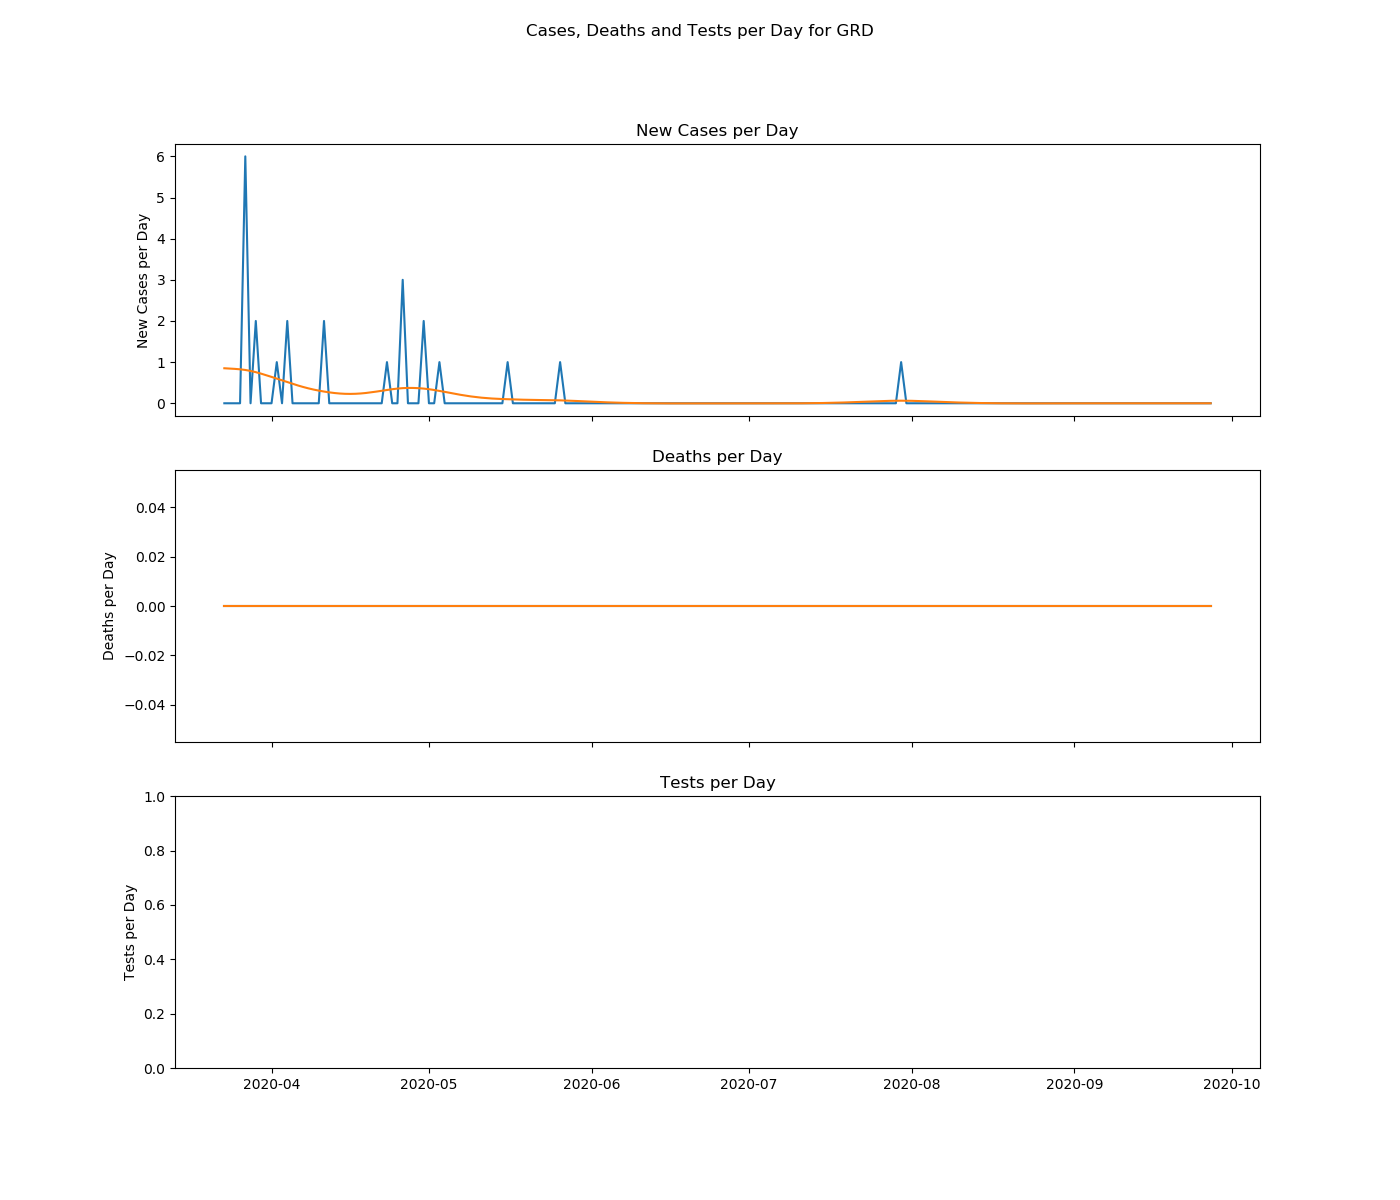 Cases, Deaths and Tests per Day for GRD
New Cases per Day
New Cases per Day
6
5
4
3
2
1
0
Deaths per Day
Deaths per Day
0.04
0.02
0.00
−0.02
−0.04
Tests per Day
Tests per Day
1.0
0.8
0.6
0.4
0.2
0.0
2020-04 2020-05 2020-06 2020-07 2020-08 2020-09 2020-10